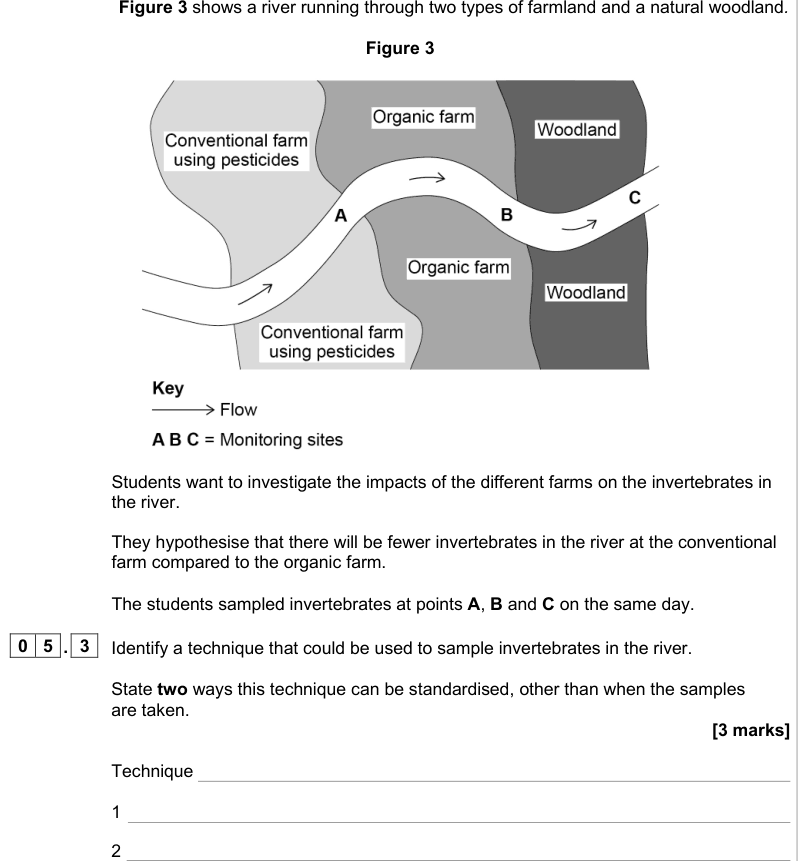 Figure 3 shows a river running through two types of farmland and a natural woodland.
Figure 3
Organic farm
Woodland
Conventional farm
using pesticides
C
A
B
Organic farm
Woodland
Conventional farm
using pesticides
Key
Flow
A B C = Monitoring sites
Students want to investigate the impacts of the different farms on the invertebrates in
the river.
They hypothesise that there will be fewer invertebrates in the river at the conventional
farm compared to the organic farm.
The students sampled invertebrates at points A, B and C on the same day.
0 5 . 3 Identify a technique that could be used to sample invertebrates in the river.
State two ways this technique can be standardised, other than when the samples
are taken.
[3 marks]
Technique
1
2